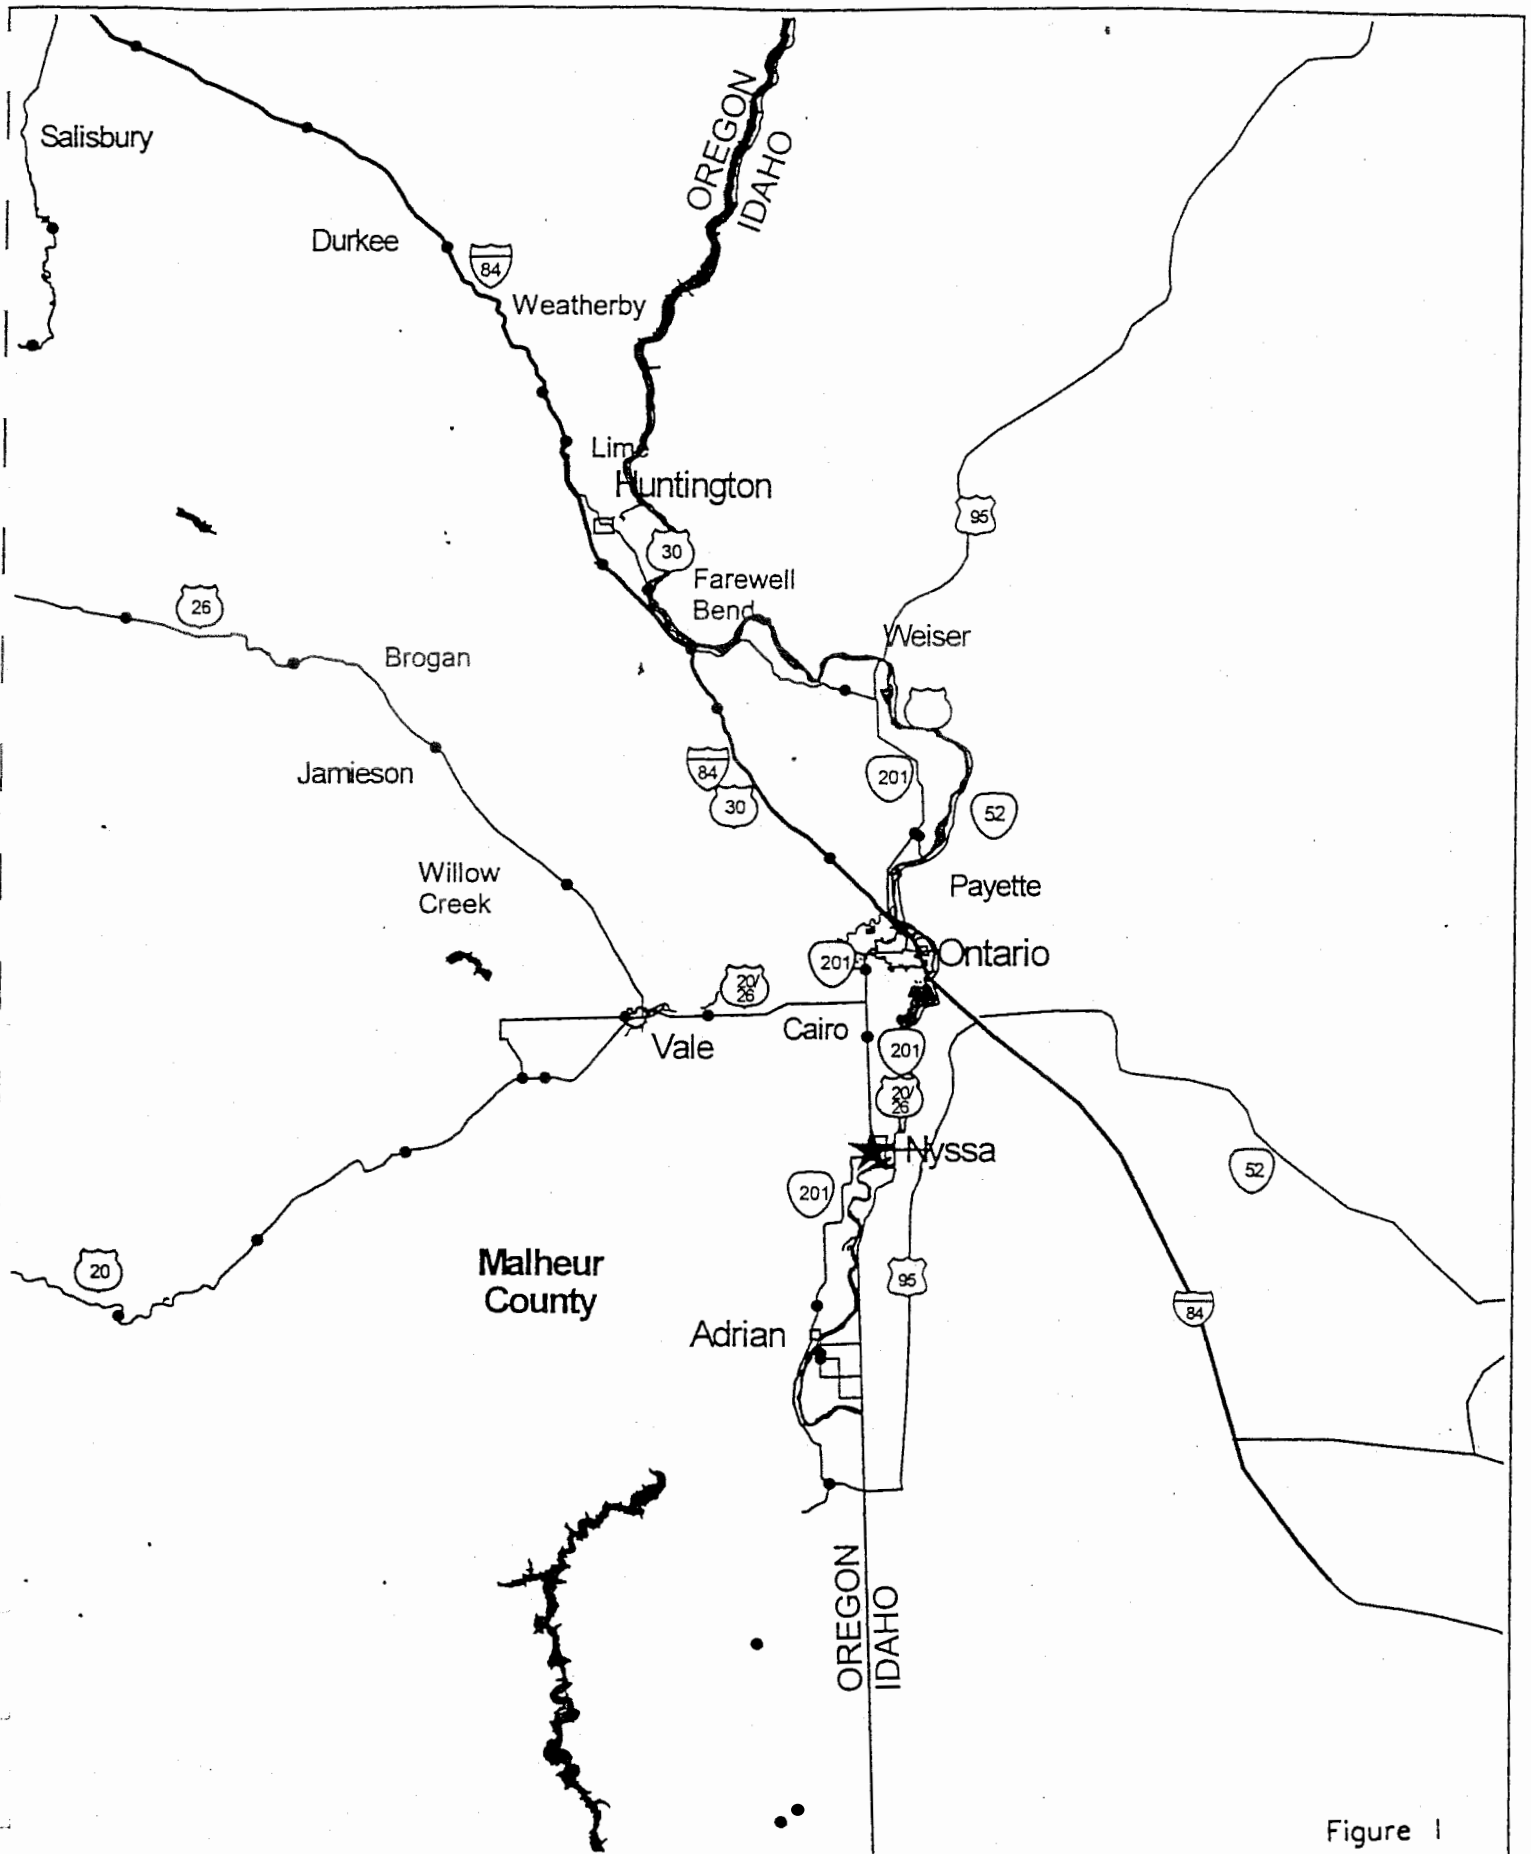 OREGON
IDAHO
Salisbury
Durkee
84
Weatherby
Lime
Huntington
95
30
Farewell
Bend
26
Weiser
Brogan
Jamieson
84
201
30
52
Willow
Creek
Payette
201
Ontario
20/
26
Cairo
Vale
201
20/
26
Nyssa
52
201
Malheur
County
20
95
84
Adrian
OREGON
IDAHO
Figure 1